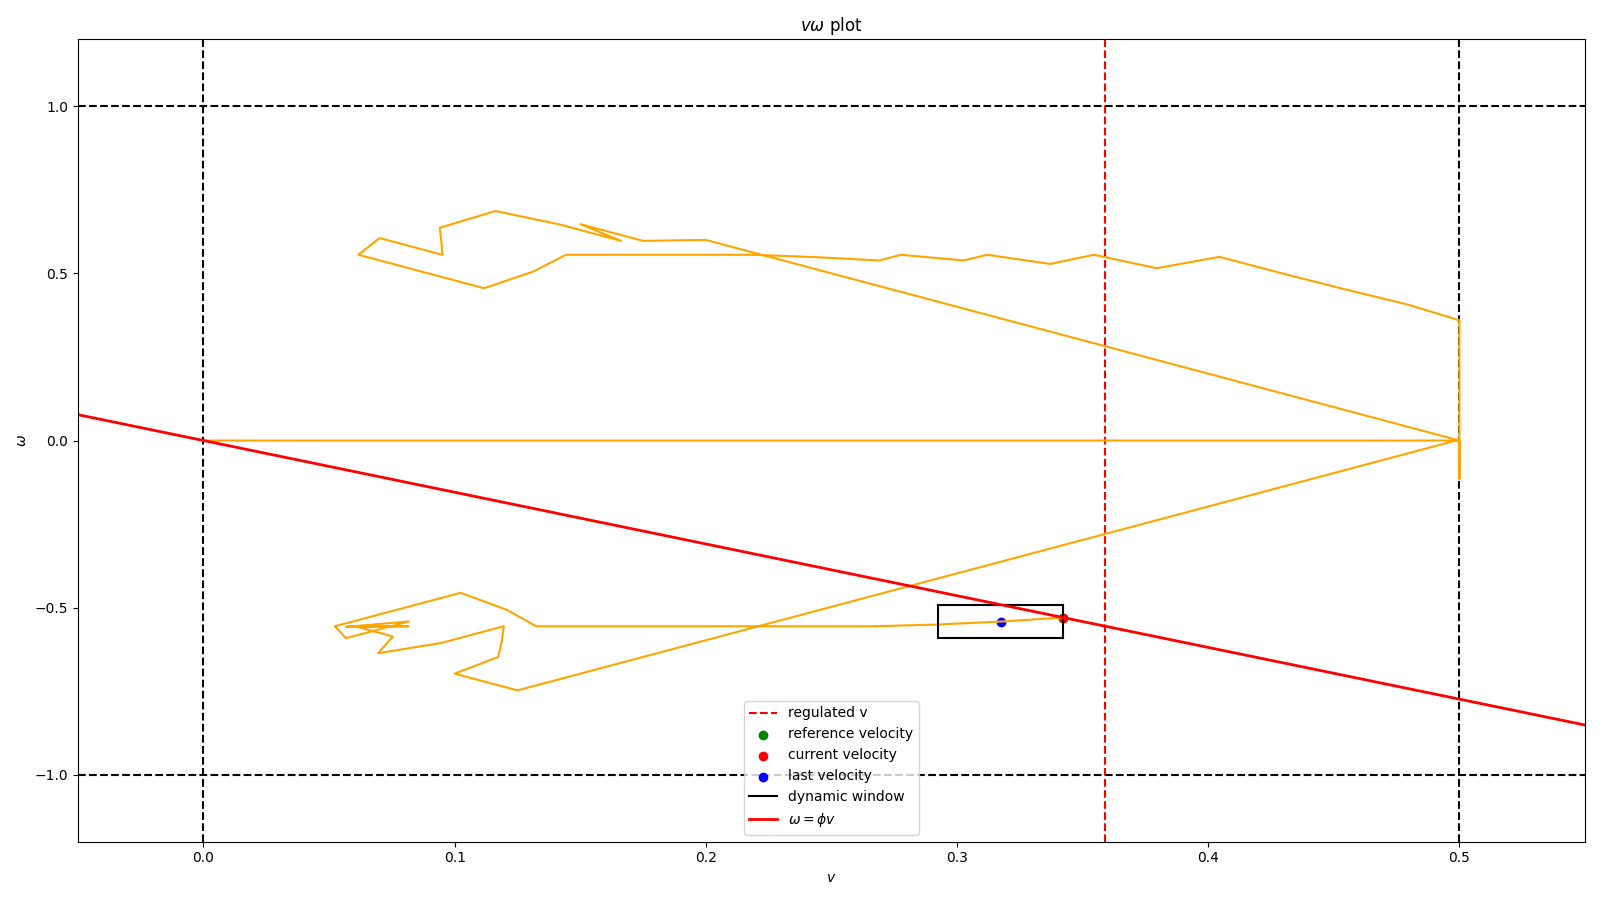 vω plot
ω
1.0
0.5
0.0
−0.5
−1.0
regulated v
reference velocity
current velocity
last velocity
dynamic window
ω = ϕv
0.0 0.1 0.2 0.3 0.4 0.5
v